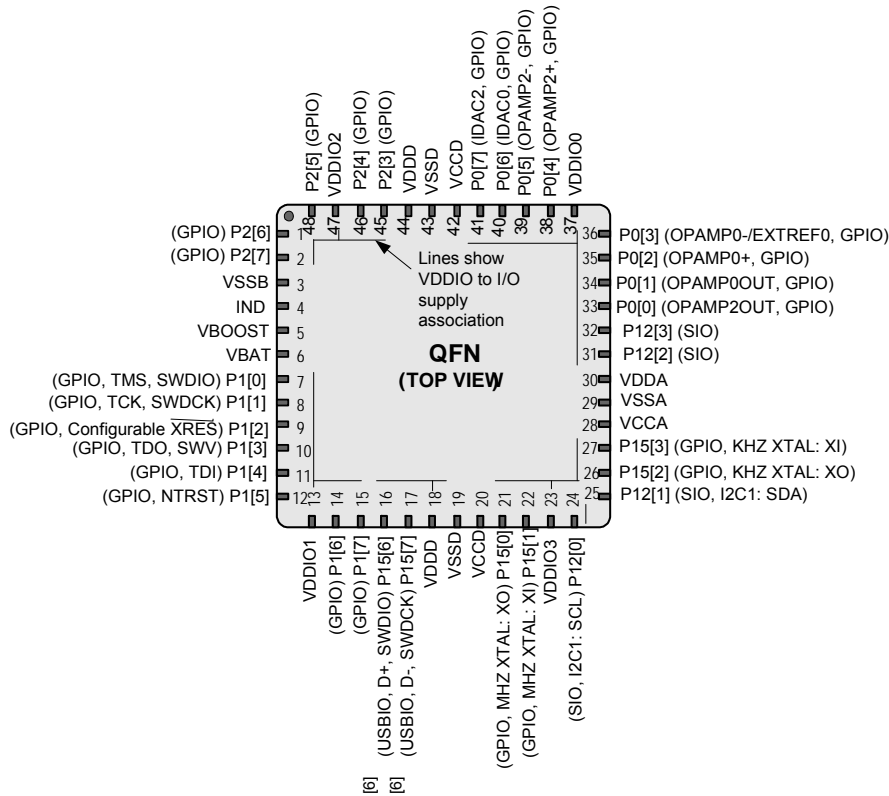 P2[5] (GPIO)
VDDIO2
P2[4] (GPIO)
P2[3] (GPIO)
VDDD
VSSD
VCCD
P0[7] (IDAC2, GPIO)
P0[6] (IDAC0, GPIO)
P0[5] (OPAMP2-, GPIO)
P0[4] (OPAMP2+, GPIO)
VDDIO0
48
47
46
45
44
43
42
41
40
39
38
37
(GPIO) P2[6]
(GPIO) P2[7]
VSSB
IND
VBOOST
VBAT
(GPIO, TMS, SWDIO) P1[0]
(GPIO, TCK, SWDCK) P1[1]
(GPIO, Configurable XRES) P1[2]
(GPIO, TDO, SWV) P1[3]
(GPIO, TDI) P1[4]
(GPIO, NTRST) P1[5]
1
2
3
4
5
6
7
8
9
10
11
12
Lines show
VDDIO to I/O
supply
association
QFN
(TOP VIEW)
36
35
34
33
32
31
30
29
28
27
26
25
P0[3] (OPAMP0-/EXTREF0, GPIO)
P0[2] (OPAMP0+, GPIO)
P0[1] (OPAMP0OUT, GPIO)
P0[0] (OPAMP2OUT, GPIO)
P12[3] (SIO)
P12[2] (SIO)
VDDA
VSSA
VCCA
P15[3] (GPIO, KHZ XTAL: XI)
P15[2] (GPIO, KHZ XTAL: XO)
P12[1] (SIO, I2C1: SDA)
13
14
15
16
17
18
19
20
21
22
23
24
VDDIO1
(GPIO) P1[6]
(GPIO) P1[7]
(USBIO, D+, SWDIO) P15[6]
(USBIO, D-, SWDCK) P15[7]
VDDD
VSSD
VCCD
(GPIO, MHZ XTAL: XO) P15[0]
(GPIO, MHZ XTAL: XI) P15[1]
VDDIO3
(SIO, I2C1: SCL) P12[0]
[6]
[6]